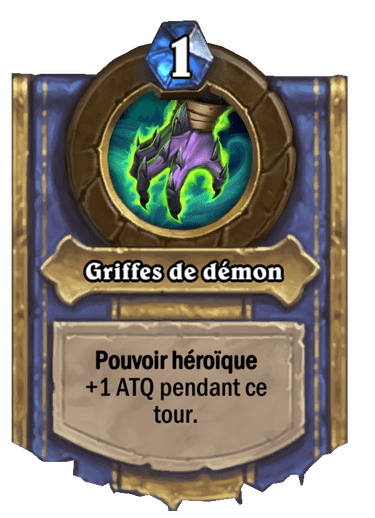 1
Griffes de démon
Pouvoir héroïque
+1 ATQ pendant ce
tour.